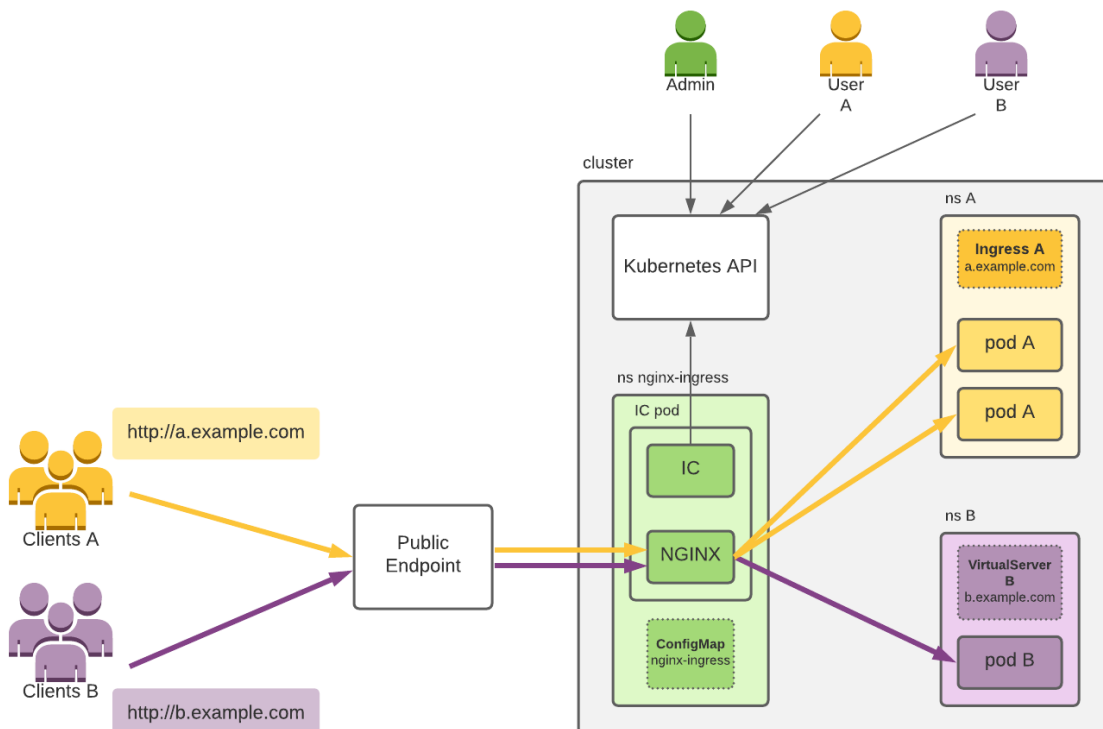 Admin
User
A
User
B
cluster
ns A
Ingress A
a.example.com
Kubernetes API
pod A
ns nginx-ingress
IC pod
pod A
http://a.example.com
IC
Clients A
Public
Endpoint
NGINX
ns B
VirtualServer
B
b.example.com
ConfigMap
nginx-ingress
pod B
Clients B
http://b.example.com